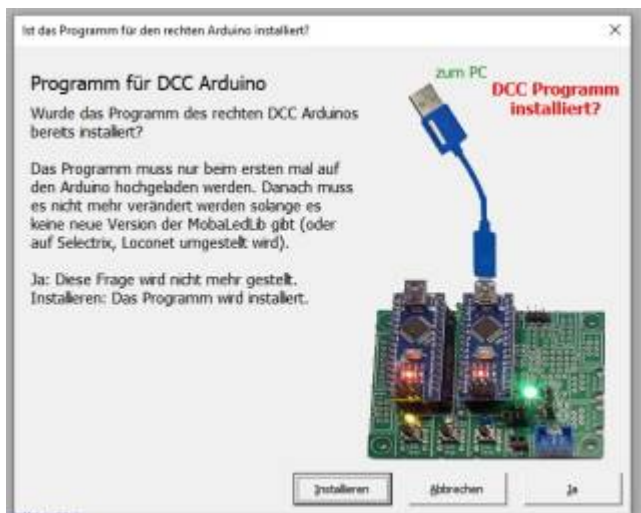 Ist das Programm für den rechten Arduino installiert?
Programm für DCC Arduino
Wurde das Programm des rechten DCC Arduinos
bereits installiert?
Das Programm muss nur beim ersten mal auf
den Arduino hochgeladen werden. Danach muss
es nicht mehr verändert werden solange es
keine neue Version der MobaLedLib gibt (oder
auf Selectrix, Loconet umgestellt wird).
Ja: Diese Frage wird nicht mehr gestellt.
Installieren: Das Programm wird installiert.
zum PC
DCC Programm
installiert?
Installieren
Abbrechen
Ja